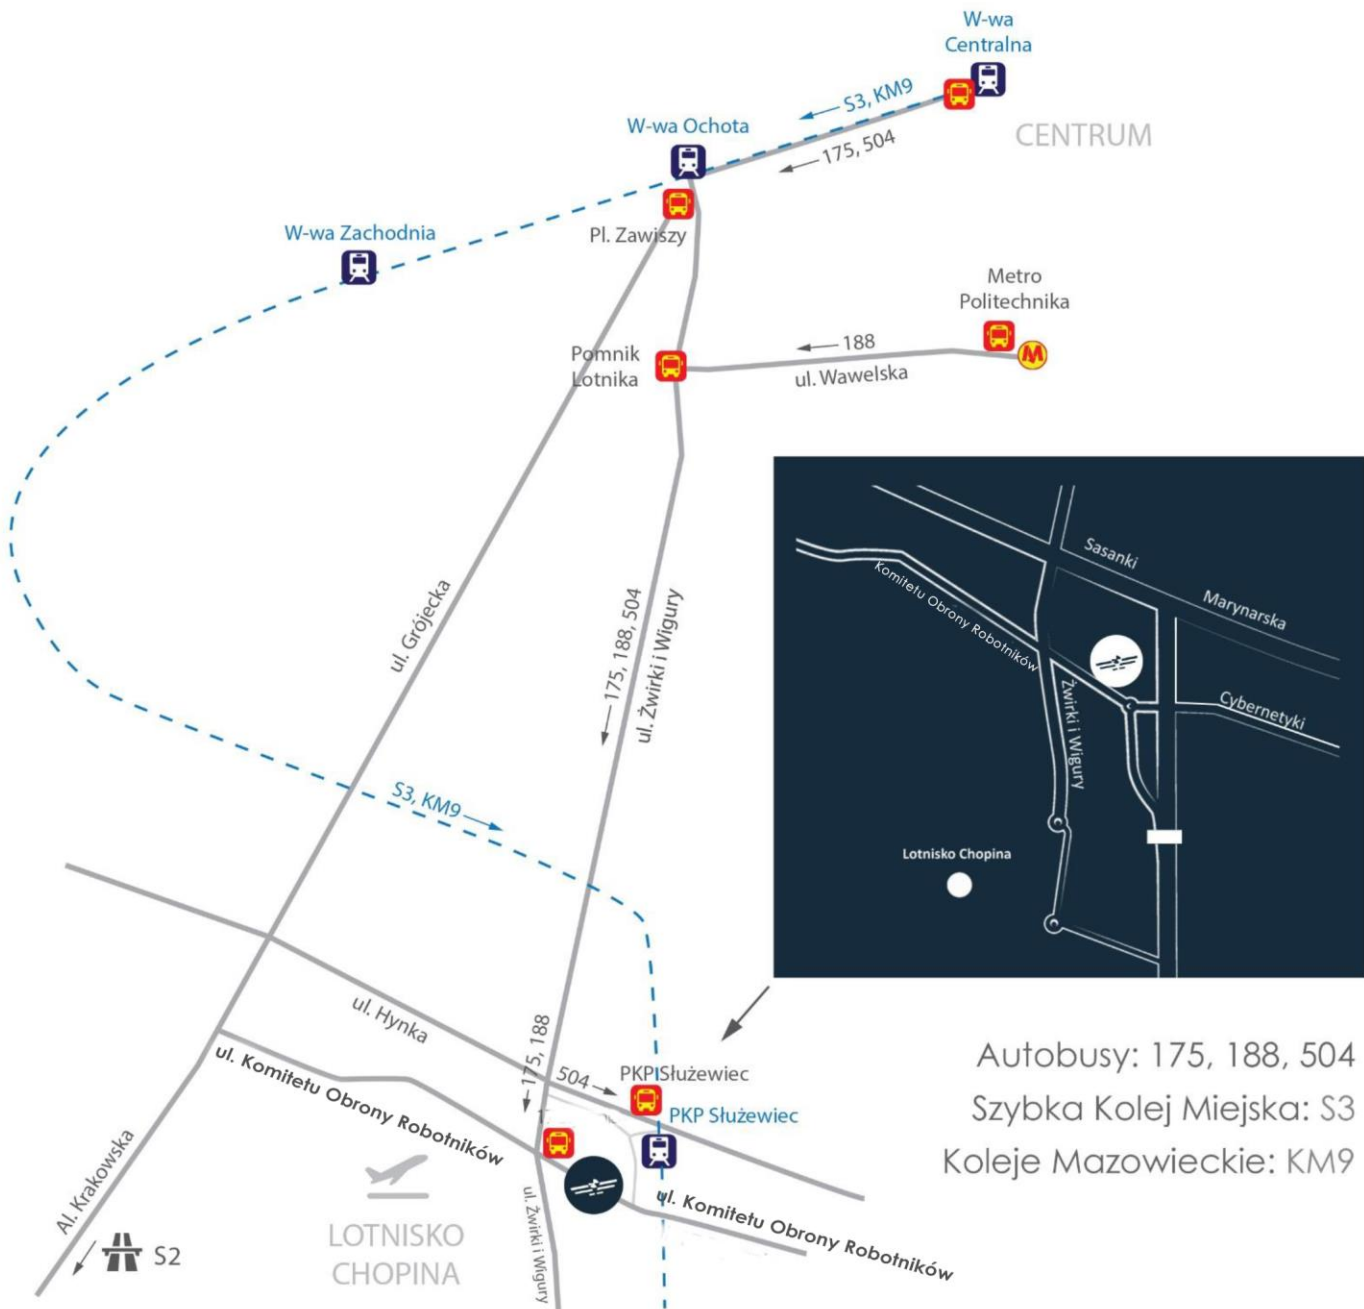 W-wa
Centralna
S3, KM9
175, 504
CENTRUM
W-wa Ochota
Pl. Zawiszy
W-wa Zachodnia
Metro
Politechnika
188
ul. Wawelska
Pomnik
Lotnika
ul. Grójecka
175, 188, 504
ul. Żwirki i Wigury
Sasanki
Marynarska
Komitetu Obrony Robotników
Żwirki i Wigury
Cybernetyki
Lotnisko Chopina
S3, KM9
ul. Hynka
175, 188
504
PKP Służewiec
PKP Służewiec
ul. Komitetu Obrony Robotników
Al. Krakowska
S2
LOTNISKO
CHOPINA
ul. Żwirki i Wigury
ul. Komitetu Obrony Robotników
Autobusy: 175, 188, 504
Szybka Kolej Miejska: S3
Koleje Mazowieckie: KM9